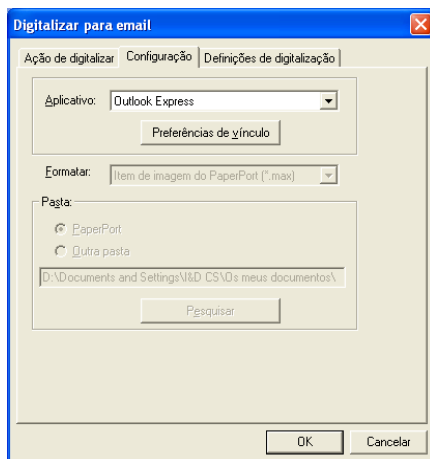 Digitalizar para email
Ação de digitalizar Configuração Definições de digitalização
Aplicativo: Outlook Express
Preferências de vínculo
Formatar: Item de imagem do PaperPort (*.max)
Pasta:
PaperPort
Outra pasta
D:\Documents and Settings\I&D CS\Os meus documentos\
Pesquisar
OK Cancelar